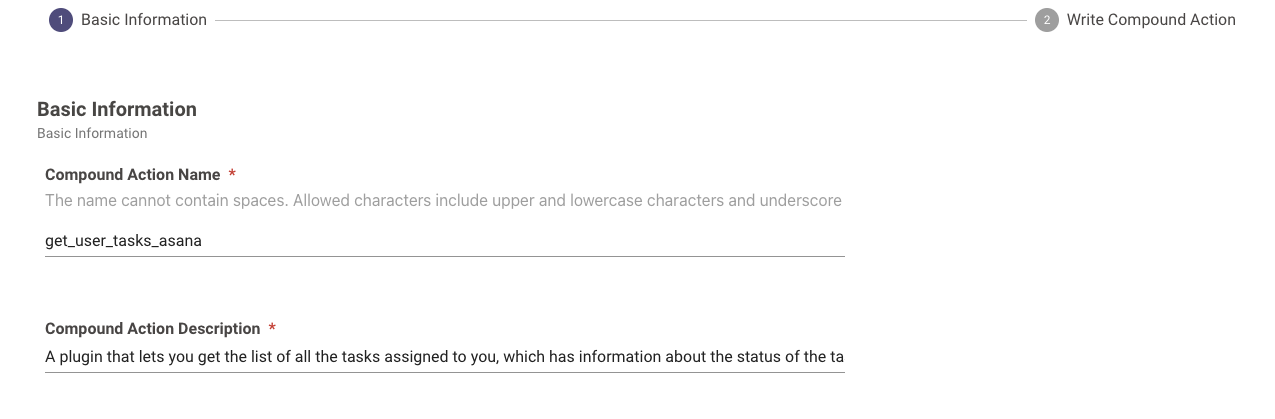 1 Basic Information
2 Write Compound Action
Basic Information
Basic Information
Compound Action Name *
The name cannot contain spaces. Allowed characters include upper and lowercase characters and underscore
get_user_tasks_asana
Compound Action Description *
A plugin that lets you get the list of all the tasks assigned to you, which has information about the status of the ta